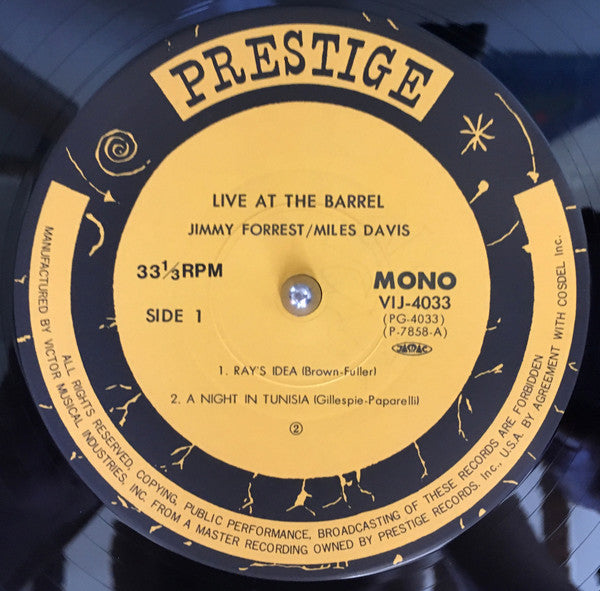 PRESTIGE
LIVE AT THE BARREL
JIMMY FORREST/MILES DAVIS
33⅓RPM
MONO
SIDE 1
VIJ-4033
(PG-4033)
(P-7858-A)
JASRAC
1. RAY'S IDEA (Brown-Fuller)
2. A NIGHT IN TUNISIA (Gillespie-Paparelli)
②
ALL RIGHTS RESERVED, COPYING, PUBLIC PERFORMANCE, BROADCASTING OF THESE RECORDS ARE FORBIDDEN
MANUFACTURED BY VICTOR MUSICAL INDUSTRIES, INC. FROM A MASTER RECORDING OWNED BY PRESTIGE RECORDS, Inc., U.S.A. BY AGREEMENT WITH COSDEL Inc.